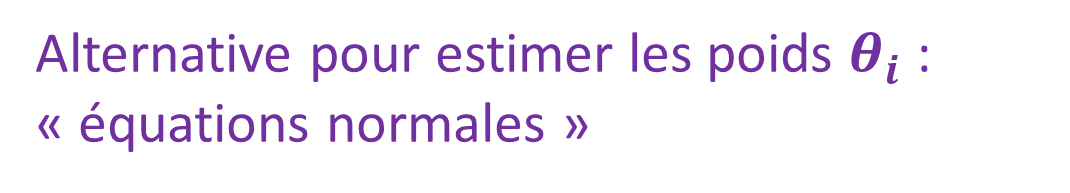 Alternative pour estimer les poids θᵢ :
« équations normales »